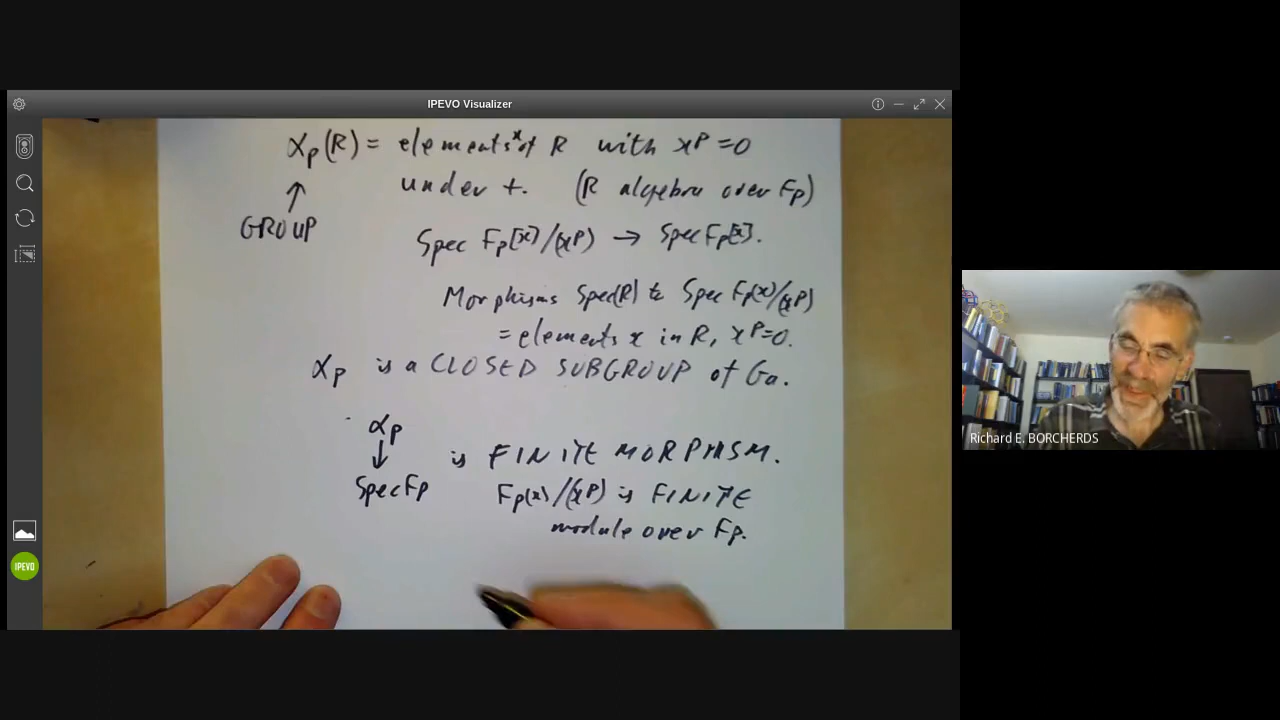 IPEVO Visualizer
αₚ(R) = elements x of R with xᵖ = 0
under +. (R algebra over Fₚ)
↑
GROUP
Spec Fₚ[x]/(xᵖ) → Spec Fₚ[x].
Morphisms Spec(R) to Spec Fₚ(x)/(xᵖ)
= elements x in R, xᵖ=0.
αₚ is a CLOSED SUBGROUP of Ga.
αₚ
↓ is FINITE MORPHISM.
Spec Fₚ Fₚ(x)/(xᵖ) is FINITE
module over Fₚ.
IPEVO
Richard E. BORCHERDS